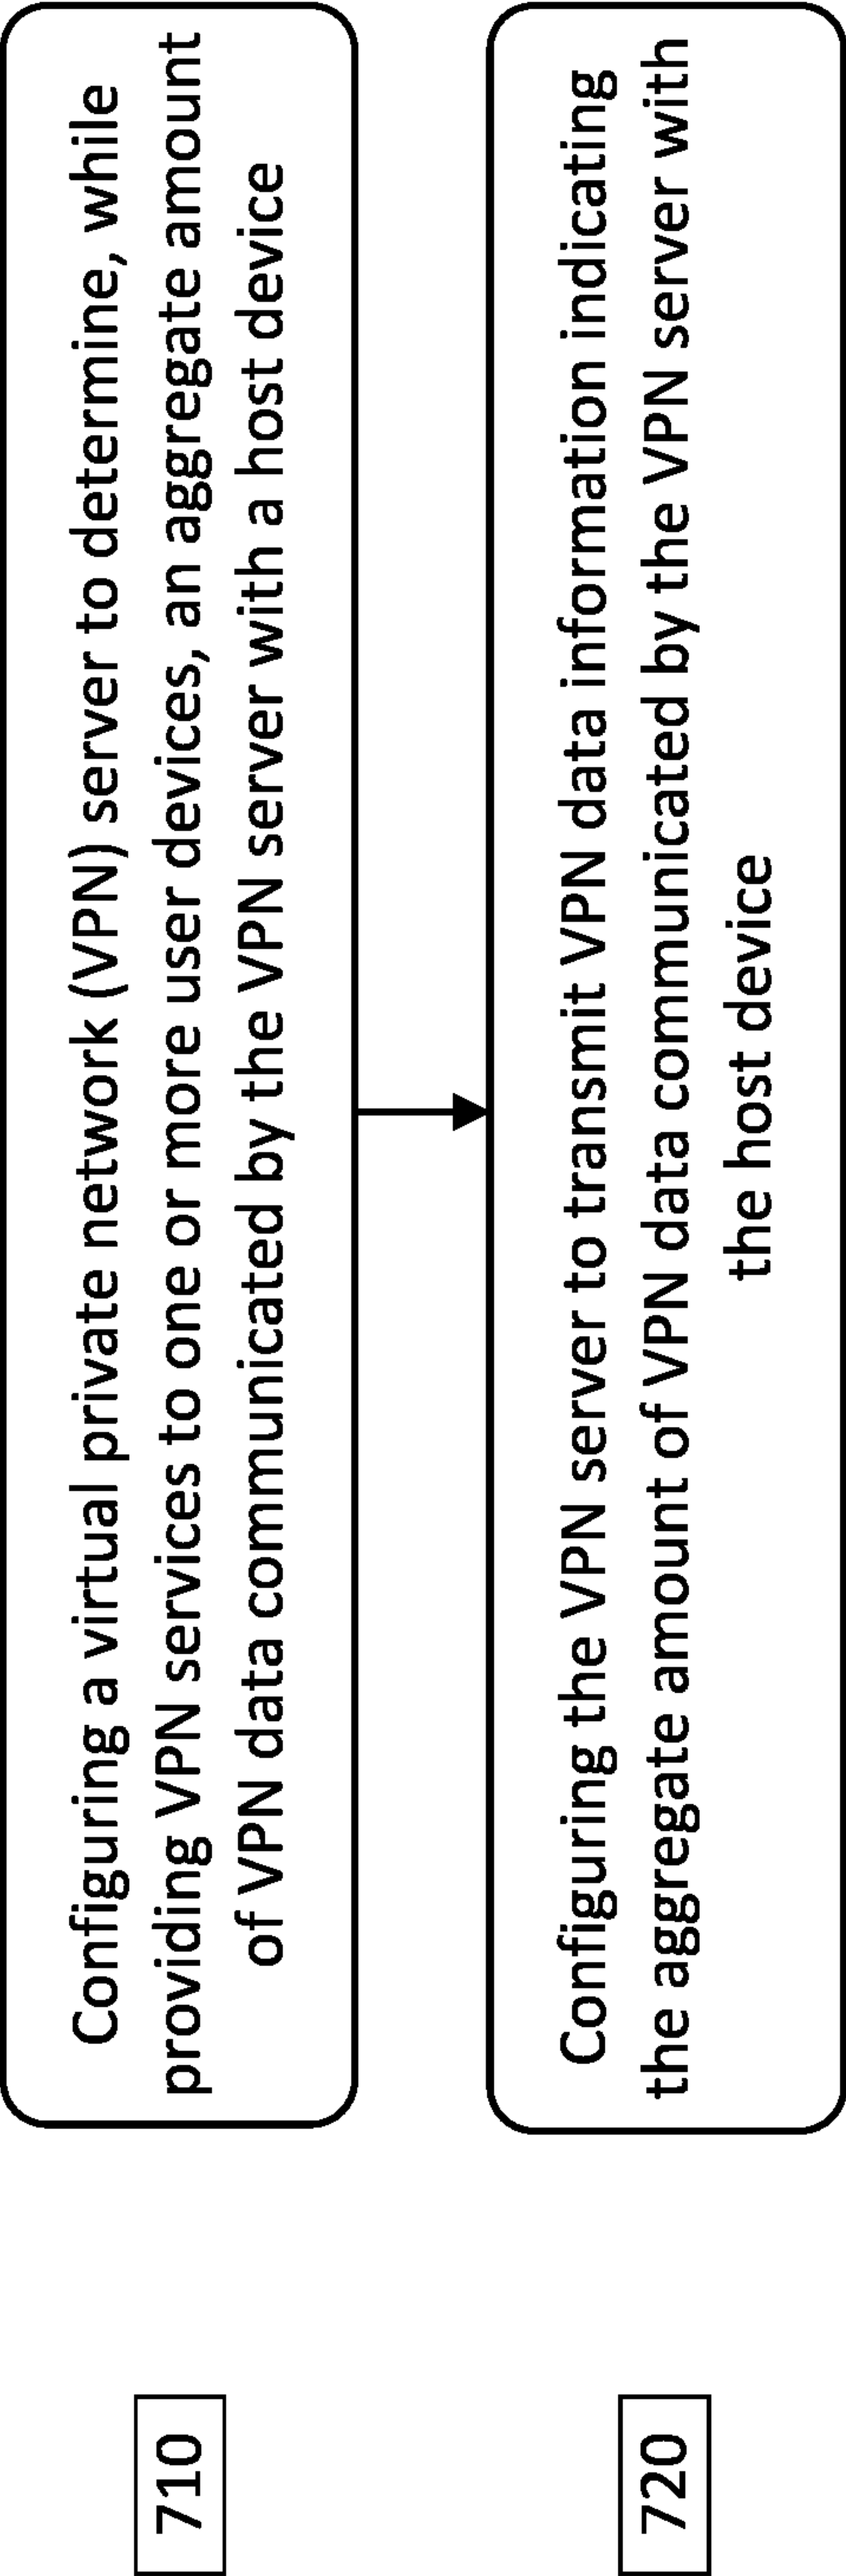 710
Configuring a virtual private network (VPN) server to determine, while
providing VPN services to one or more user devices, an aggregate amount
of VPN data communicated by the VPN server with a host device
720
Configuring the VPN server to transmit VPN data information indicating
the aggregate amount of VPN data communicated by the VPN server with
the host device